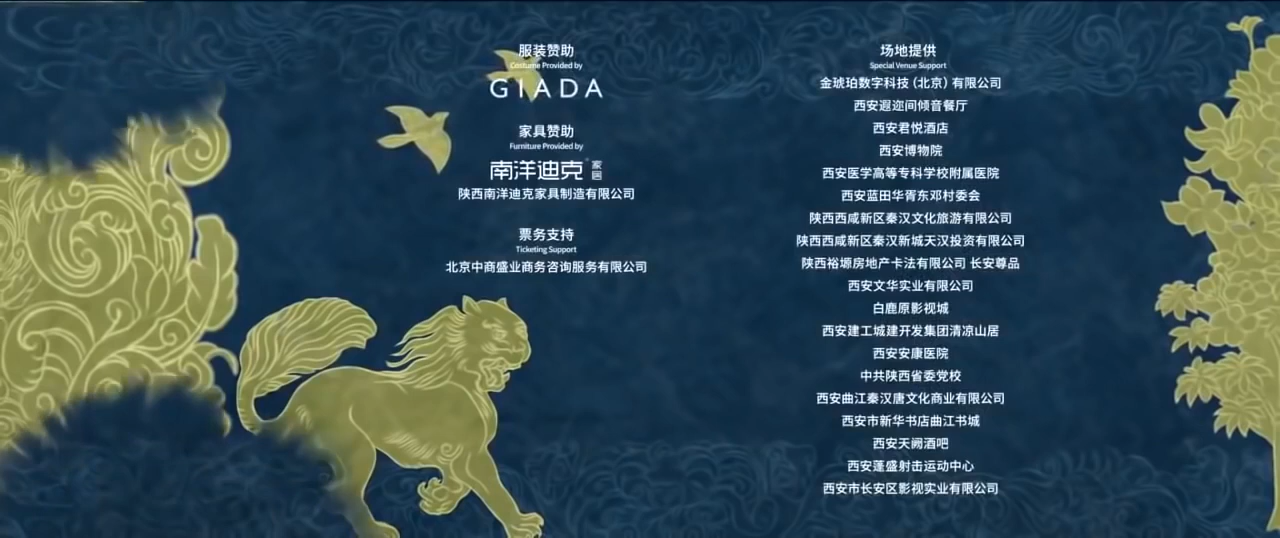 服装赞助
Costume Provided by
GIADA
家具赞助
Furniture Provided by
南洋迪克家居
陕西南洋迪克家具制造有限公司
票务支持
Ticketing Support
北京中商盛业商务咨询服务有限公司
场地提供
Special Venue Support
金琥珀数字科技（北京）有限公司
西安遐迩间倾音餐厅
西安君悦酒店
西安博物院
西安医学高等专科学校附属医院
西安蓝田华胥东邓村委会
陕西西咸新区秦汉文化旅游有限公司
陕西西咸新区秦汉新城天汉投资有限公司
陕西裕塬房地产卡法有限公司 长安尊品
西安文华实业有限公司
白鹿原影视城
西安建工城建开发集团清凉山居
西安安康医院
中共陕西省委党校
西安曲江秦汉唐文化商业有限公司
西安市新华书店曲江书城
西安天阙酒吧
西安蓬盛射击运动中心
西安市长安区影视实业有限公司